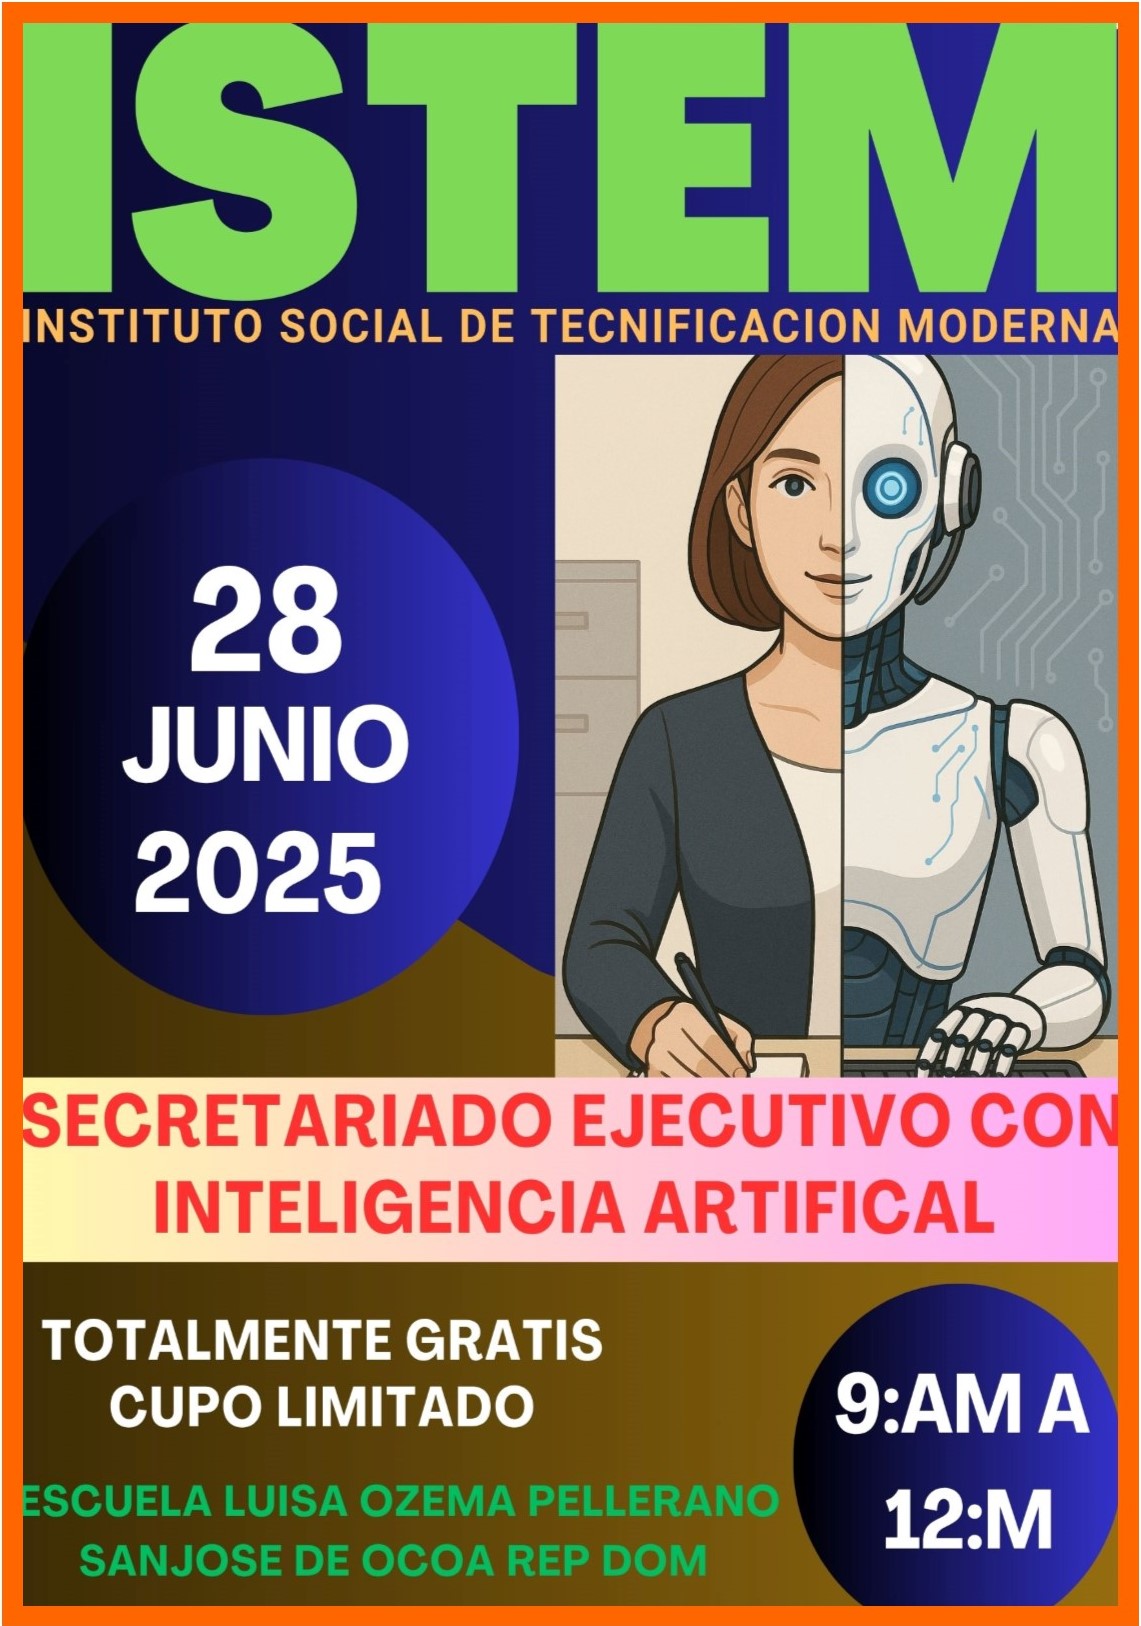 ISTEM
INSTITUTO SOCIAL DE TECNIFICACION MODERNA
28
JUNIO
2025
SECRETARIADO EJECUTIVO CON
INTELIGENCIA ARTIFICAL
TOTALMENTE GRATIS
CUPO LIMITADO
9:AM A
12:M
ESCUELA LUISA OZEMA PELLERANO
SANJOSE DE OCOA REP DOM